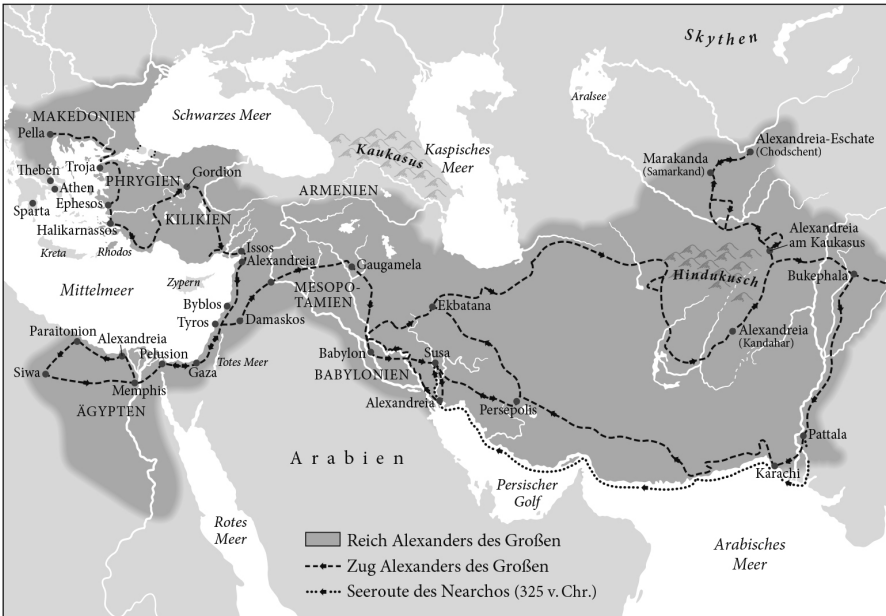 Skythen
Aralsee
MAKEDONIEN
Pella
Schwarzes Meer
Kaukasus
Kaspisches
Meer
Alexandreia-Eschate
(Chodschent)
Marakanda
(Samarkand)
Theben
Troja
PHRYGIEN
Gordion
Athen
ARMENIEN
Ephesos
Sparta
KILIKIEN
Halikarnassos
Alexandreia
am Kaukasus
Kreta
Rhodos
Issos
Alexandreia
Gaugamela
Hindukusch
Bukephala
Zypern
Mittelmeer
MESOPO-
TAMIEN
Byblos
Ekbatana
Tyros
Damaskos
Paraitonion
Alexandreia
Alexandreia
(Kandahar)
Pelusion
Totes Meer
Babylon
Susa
Siwa
Gaza
BABYLONIEN
Memphis
Alexandreia
Persepolis
ÄGYPTEN
Pattala
Arabien
Karachi
Persischer
Golf
Rotes
Meer
Arabisches
Meer
Reich Alexanders des Großen
Zug Alexanders des Großen
Seeroute des Nearchos (325 v. Chr.)